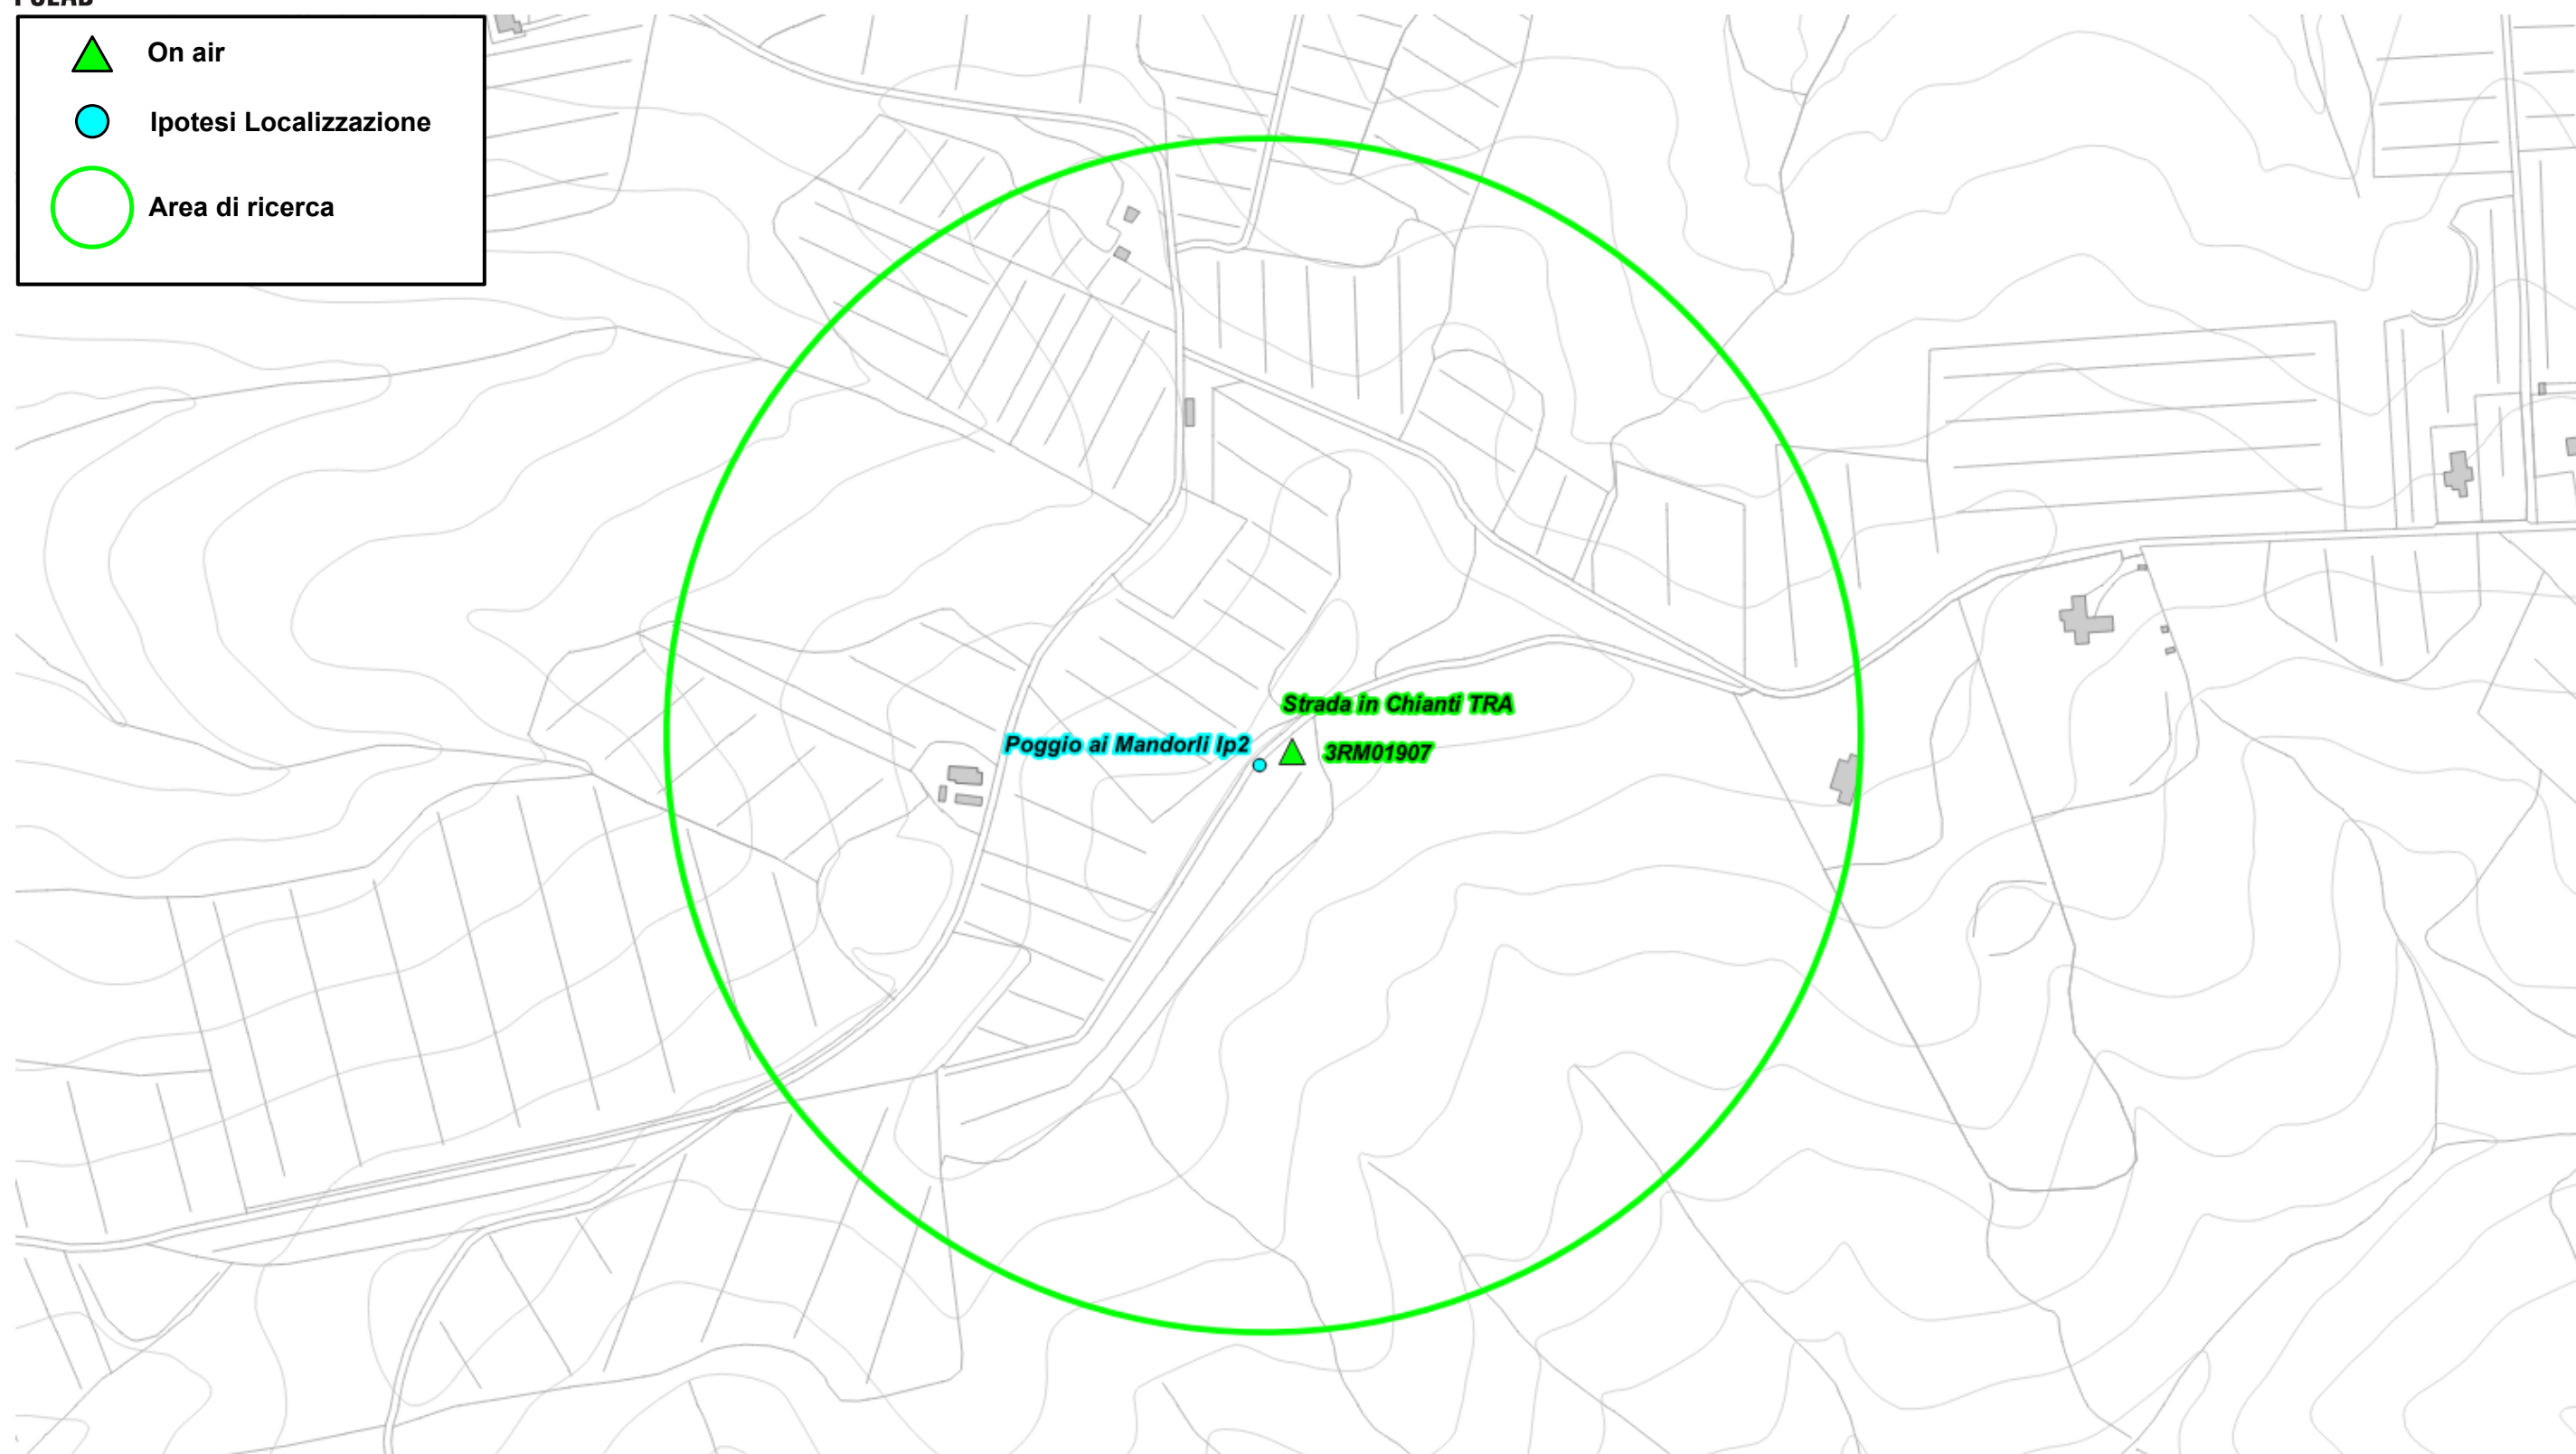 On air
Ipotesi Localizzazione
Area di ricerca
Strada in Chianti TRA
Poggio ai Mandorli Ip2
3RM01907